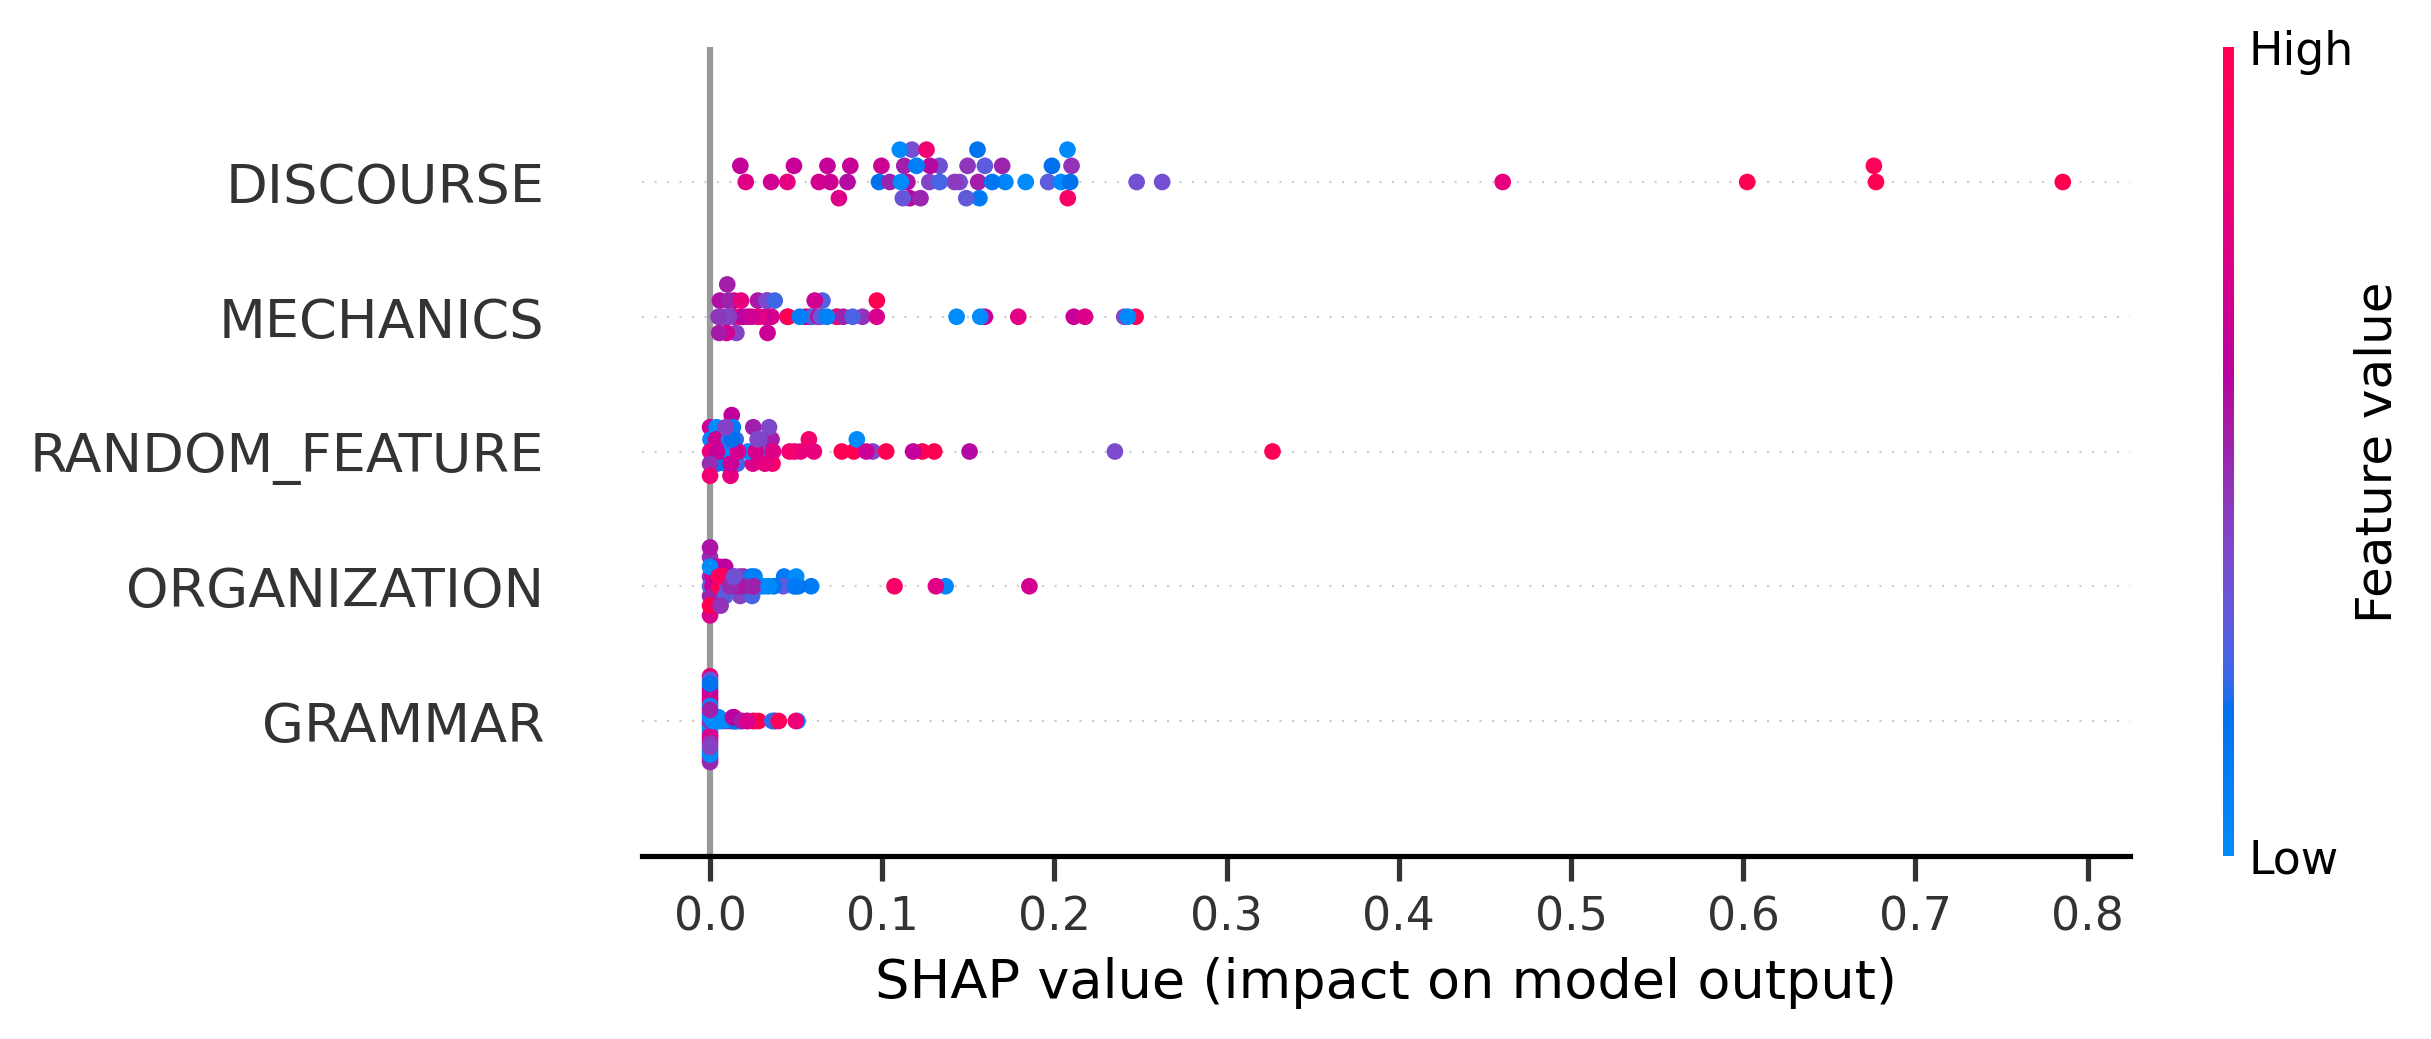 High
DISCOURSE
MECHANICS
RANDOM_FEATURE
ORGANIZATION
GRAMMAR
Feature value
Low
0.0 0.1 0.2 0.3 0.4 0.5 0.6 0.7 0.8
SHAP value (impact on model output)